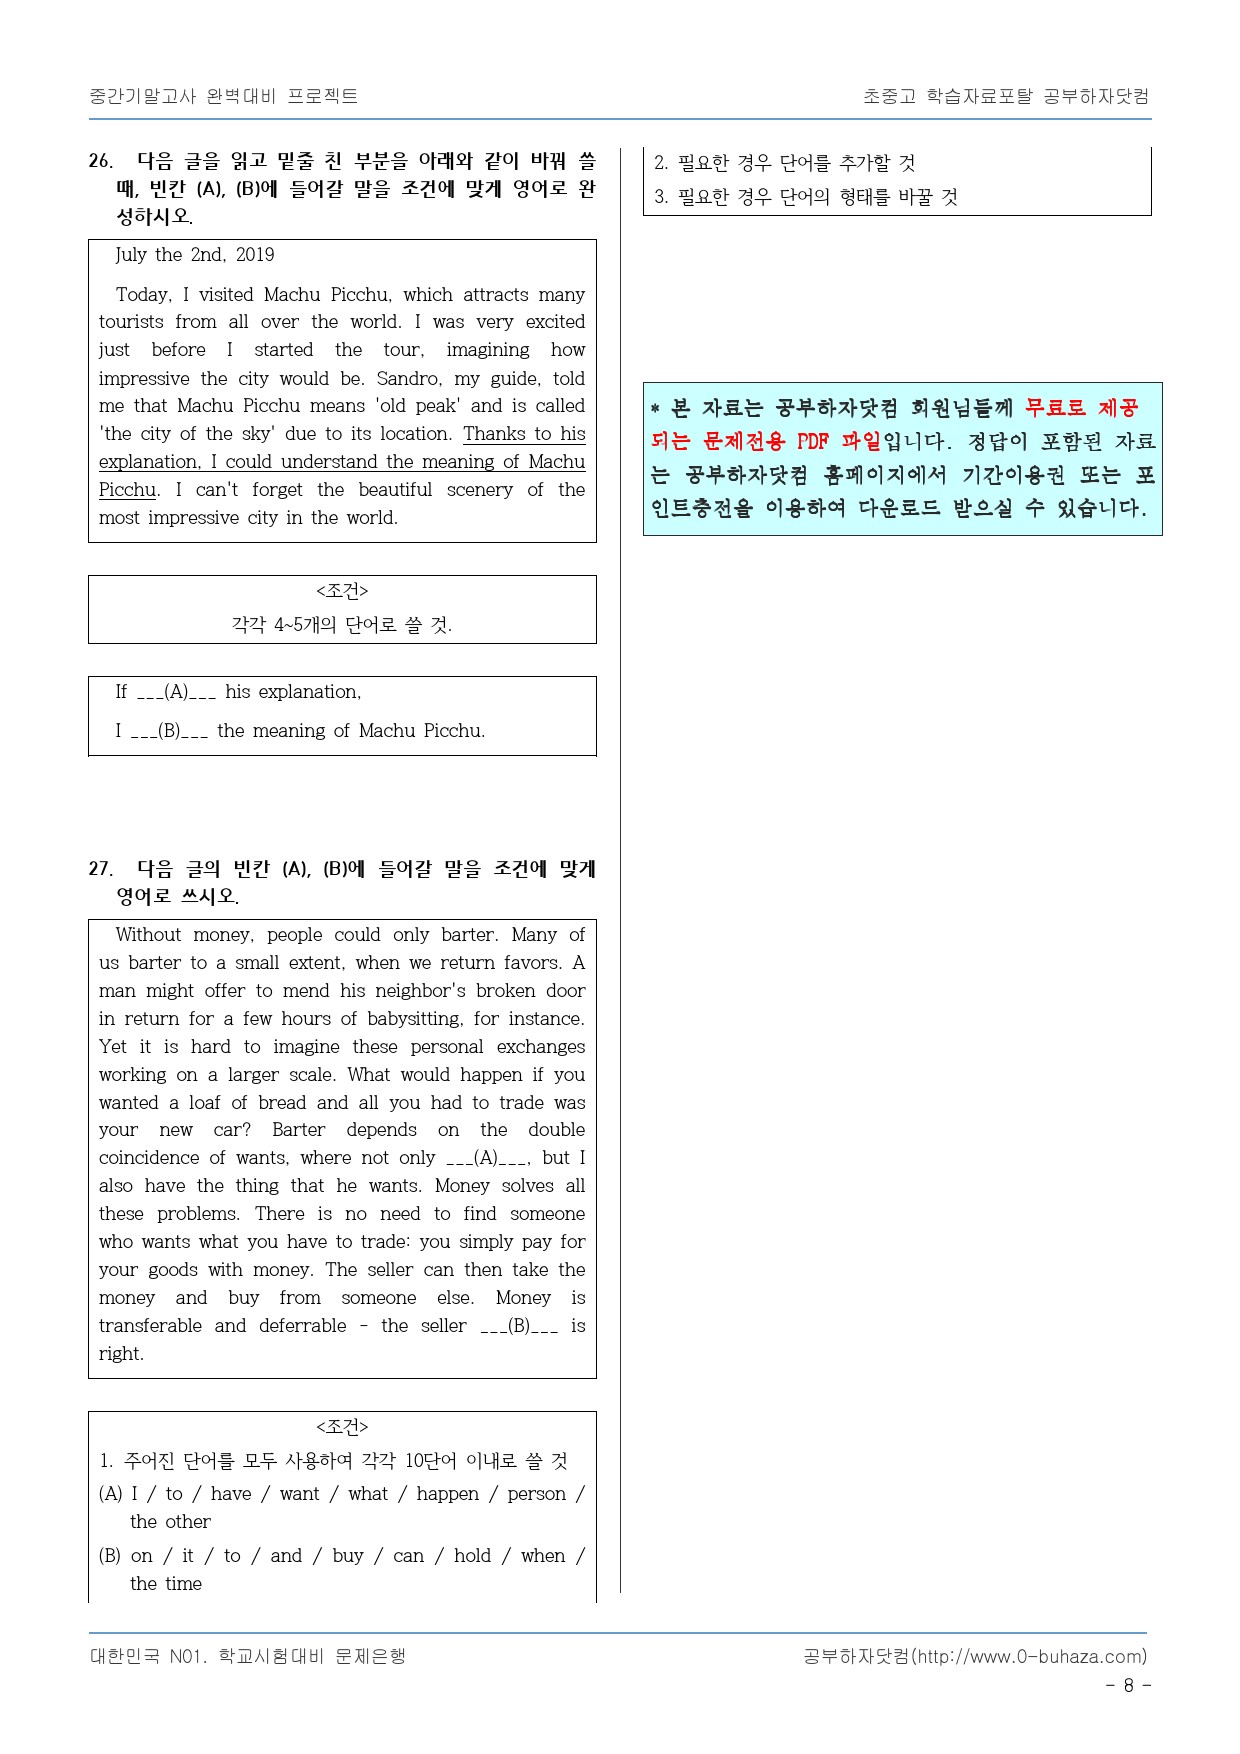 중간기말고사 완벽대비 프로젝트
초중고 학습자료포탈 공부하자닷컴
26. 다음 글을 읽고 밑줄 친 부분을 아래와 같이 바꿔 쓸
때, 빈칸 (A), (B)에 들어갈 말을 조건에 맞게 영어로 완
성하시오.
July the 2nd, 2019
Today, I visited Machu Picchu, which attracts many
tourists from all over the world. I was very excited
just before I started the tour, imagining how
impressive the city would be. Sandro, my guide, told
me that Machu Picchu means 'old peak' and is called
'the city of the sky' due to its location. Thanks to his
explanation, I could understand the meaning of Machu
Picchu. I can't forget the beautiful scenery of the
most impressive city in the world.
<조건>
각각 4~5개의 단어로 쓸 것.
If ___(A)___ his explanation,
I ___(B)___ the meaning of Machu Picchu.
27. 다음 글의 빈칸 (A), (B)에 들어갈 말을 조건에 맞게
영어로 쓰시오.
Without money, people could only barter. Many of
us barter to a small extent, when we return favors. A
man might offer to mend his neighbor's broken door
in return for a few hours of babysitting, for instance.
Yet it is hard to imagine these personal exchanges
working on a larger scale. What would happen if you
wanted a loaf of bread and all you had to trade was
your new car? Barter depends on the double
coincidence of wants, where not only ___(A)___, but I
also have the thing that he wants. Money solves all
these problems. There is no need to find someone
who wants what you have to trade: you simply pay for
your goods with money. The seller can then take the
money and buy from someone else. Money is
transferable and deferrable - the seller ___(B)___ is
right.
<조건>
1. 주어진 단어를 모두 사용하여 각각 10단어 이내로 쓸 것
(A) I / to / have / want / what / happen / person /
the other
(B) on / it / to / and / buy / can / hold / when /
the time
2. 필요한 경우 단어를 추가할 것
3. 필요한 경우 단어의 형태를 바꿀 것
* 본 자료는 공부하자닷컴 회원님들께 무료로 제공
되는 문제전용 PDF 파일입니다. 정답이 포함된 자료
는 공부하자닷컴 홈페이지에서 기간이용권 또는 포
인트충전을 이용하여 다운로드 받으실 수 있습니다.
대한민국 N01. 학교시험대비 문제은행
공부하자닷컴(http://www.0-buhaza.com)
- 8 -